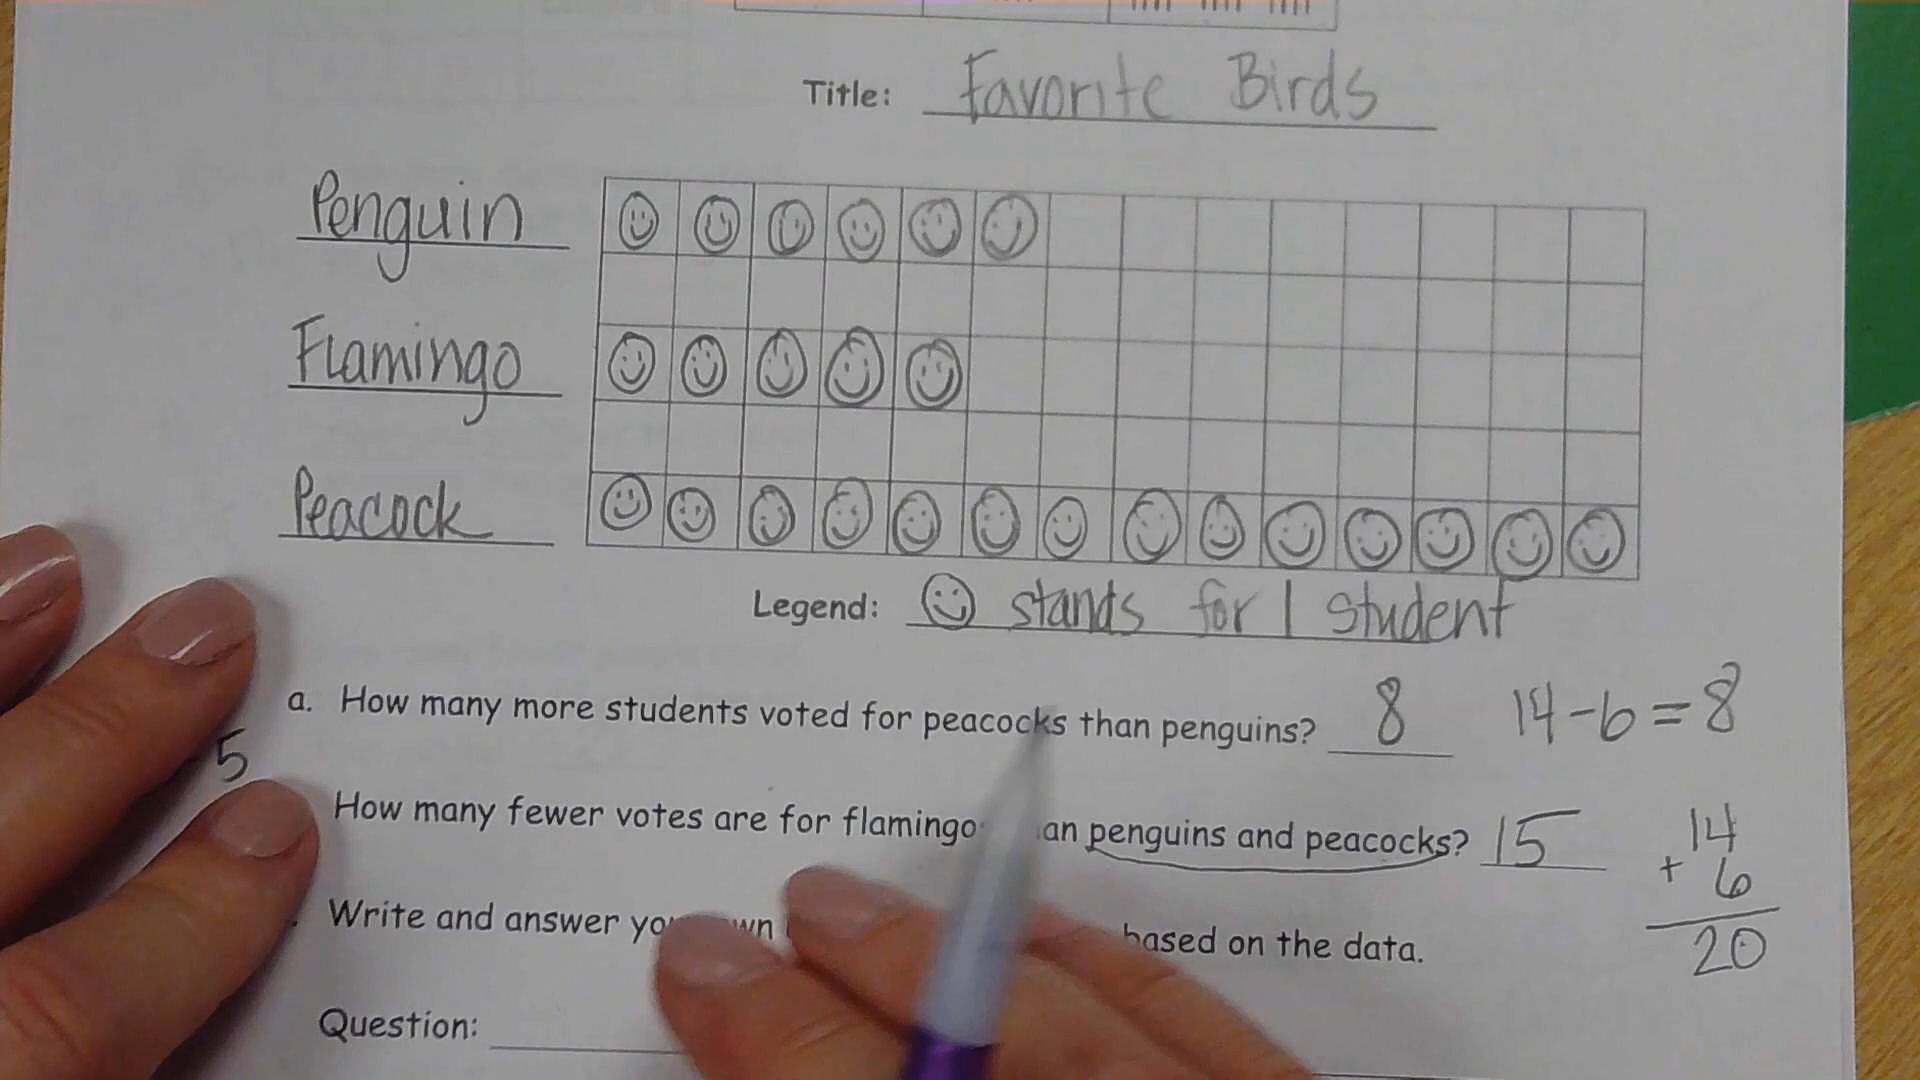 Title: Favorite Birds
Penguin
Flamingo
Peacock
Legend: stands for 1 student
a. How many more students voted for peacocks than penguins? 8 14-6=8
5
How many fewer votes are for flamingo an penguins and peacocks? 15
14
+ 6
20
Write and answer wn based on the data.
Question: